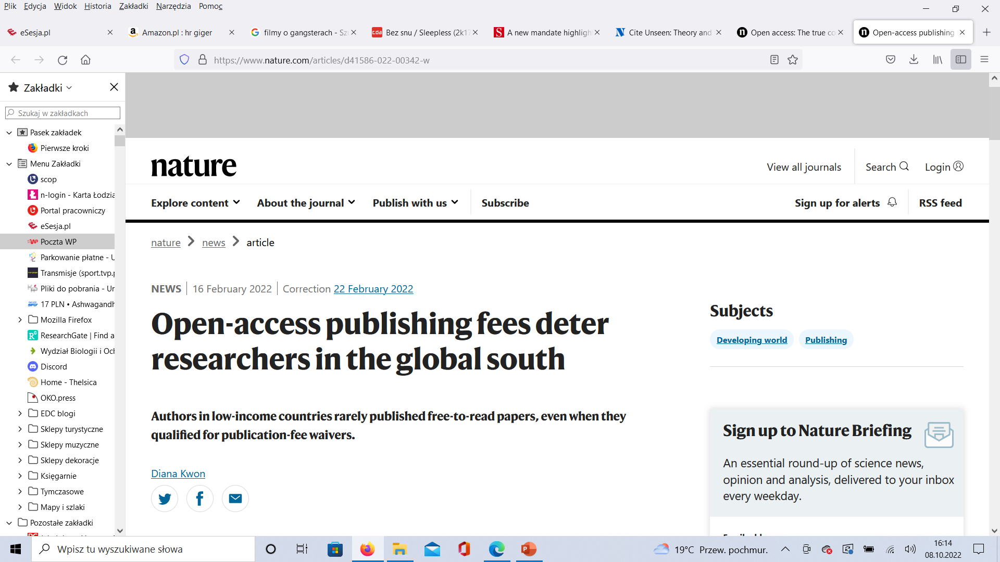 Plik Edycja Widok Historia Zakładki Narzędzia Pomoc
eSesja.pl
Amazon.pl : hr giger
filmy o gangsterach - Sz
Bez snu / Sleepless (2k17
A new mandate highligh
Cite Unseen: Theory and
Open access: The true co
Open-access publishing
https://www.nature.com/articles/d41586-022-00342-w
Zakładki
Szukaj w zakładkach
Pasek zakładek
Pierwsze kroki
Menu Zakładki
scop
n-login - Karta Łodzia
Portal pracowniczy
eSesja.pl
Poczta WP
Parkowanie płatne - U
Transmisje (sport.tvp.p
Pliki do pobrania - Ur
17 PLN • Ashwagandh
Mozilla Firefox
ResearchGate | Find a
Wydział Biologii i Och
Discord
Home - Thelsica
OKO.press
EDC blogi
Sklepy turystyczne
Sklepy muzyczne
Sklepy dekoracje
Księgarnie
Tymczasowe
Mapy i szlaki
Pozostałe zakładki
nature
View all journals
Search
Login
Explore content
About the journal
Publish with us
Subscribe
Sign up for alerts
RSS feed
nature > news > article
NEWS | 16 February 2022 | Correction 22 February 2022
Open-access publishing fees deter
researchers in the global south
Authors in low-income countries rarely published free-to-read papers, even when they
qualified for publication-fee waivers.
Diana Kwon
Subjects
Developing world
Publishing
Sign up to Nature Briefing
An essential round-up of science news,
opinion and analysis, delivered to your inbox
every weekday.
Wpisz tu wyszukiwane słowa
19°C Przew. pochmur.
16:14
08.10.2022